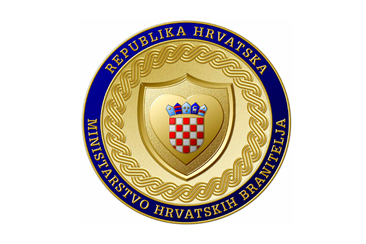 REPUBLIKA HRVATSKA
MINISTARSTVO HRVATSKIH BRANITELJA